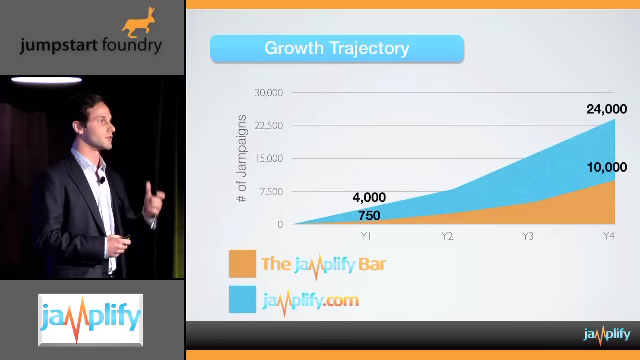 jumpstart foundry
Growth Trajectory
# of Jampaigns
30,000
22,500
15,000
7,500
0
24,000
10,000
4,000
750
Y1
Y2
Y3
Y4
The jamplify Bar
jamplify.com
jamplify
jamplify